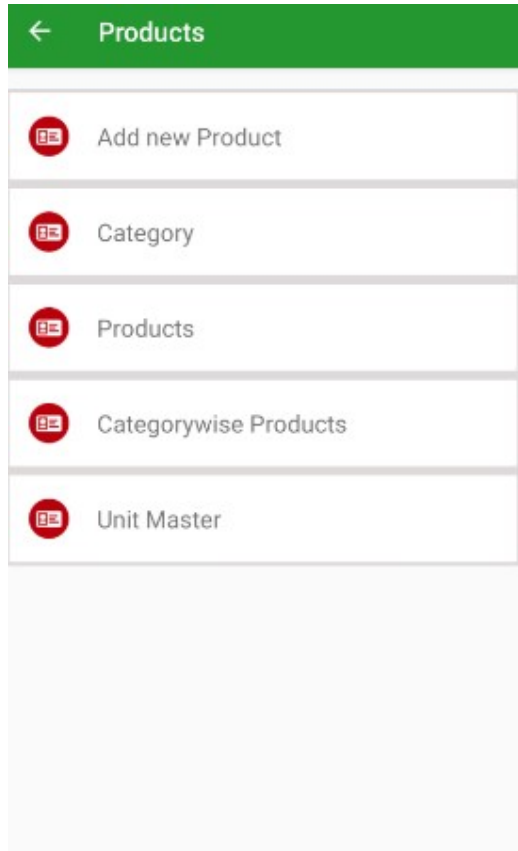 Products
Add new Product
Category
Products
Categorywise Products
Unit Master